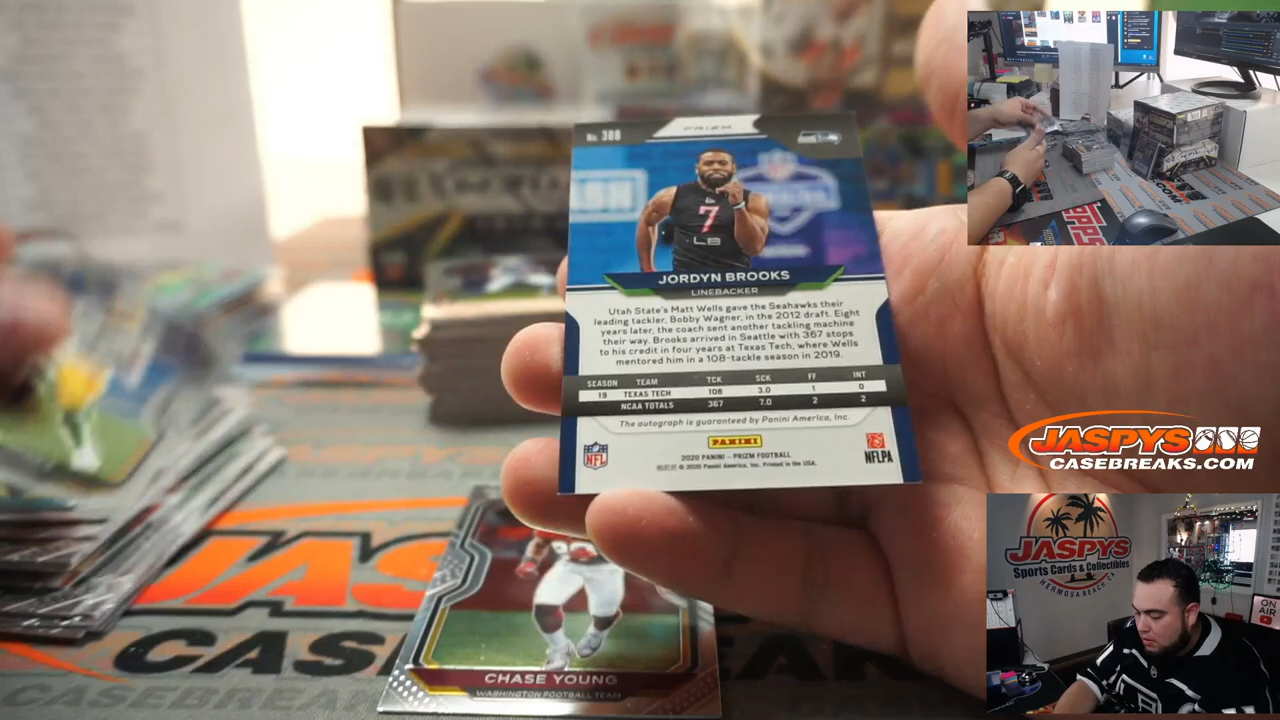 No. 388
PRIZM
7
LB
JORDYN BROOKS
LINEBACKER
Utah State's Matt Wells gave the Seahawks their
leading tackler, Bobby Wagner, in the 2012 draft. Eight
years later, the coach sent another tackling machine
their way. Brooks arrived in Seattle with 367 stops
to his credit in four years at Texas Tech, where Wells
mentored him in a 108-tackle season in 2019.
SEASON TEAM TCK SCK FF INT
19 TEXAS TECH 108 3.0 1 0
NCAA TOTALS 367 7.0 2 2
The autograph is guaranteed by Panini America, Inc.
PANINI
NFL
NFLPA
2020 PANINI – PRIZM FOOTBALL
© 2020 Panini America, Inc. Printed in the USA.
CHASE YOUNG
WASHINGTON FOOTBALL TEAM
JAS
CAS
JASPYS
CASEBREAKS.COM
JASPYS
Sports Cards & Collectibles
HERMOSA BEACH, CA
ON
AIR
TOPPS
.COM